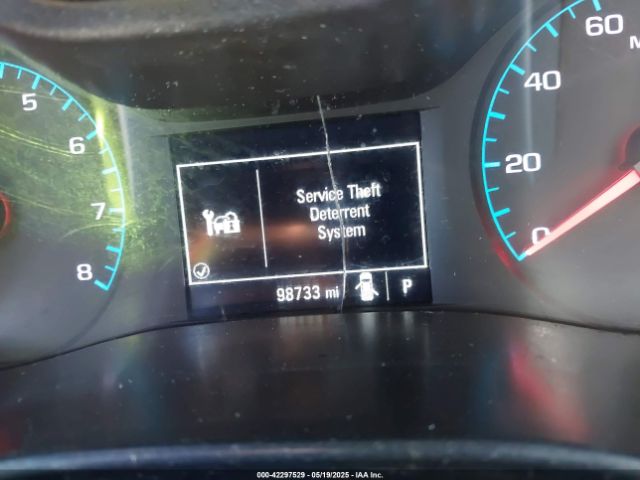 5
6
7
8
Service Theft
Deterrent
System
98733 mi
P
60
40
20
0
M
000-42297529 - 05/19/2025 - IAA Inc.